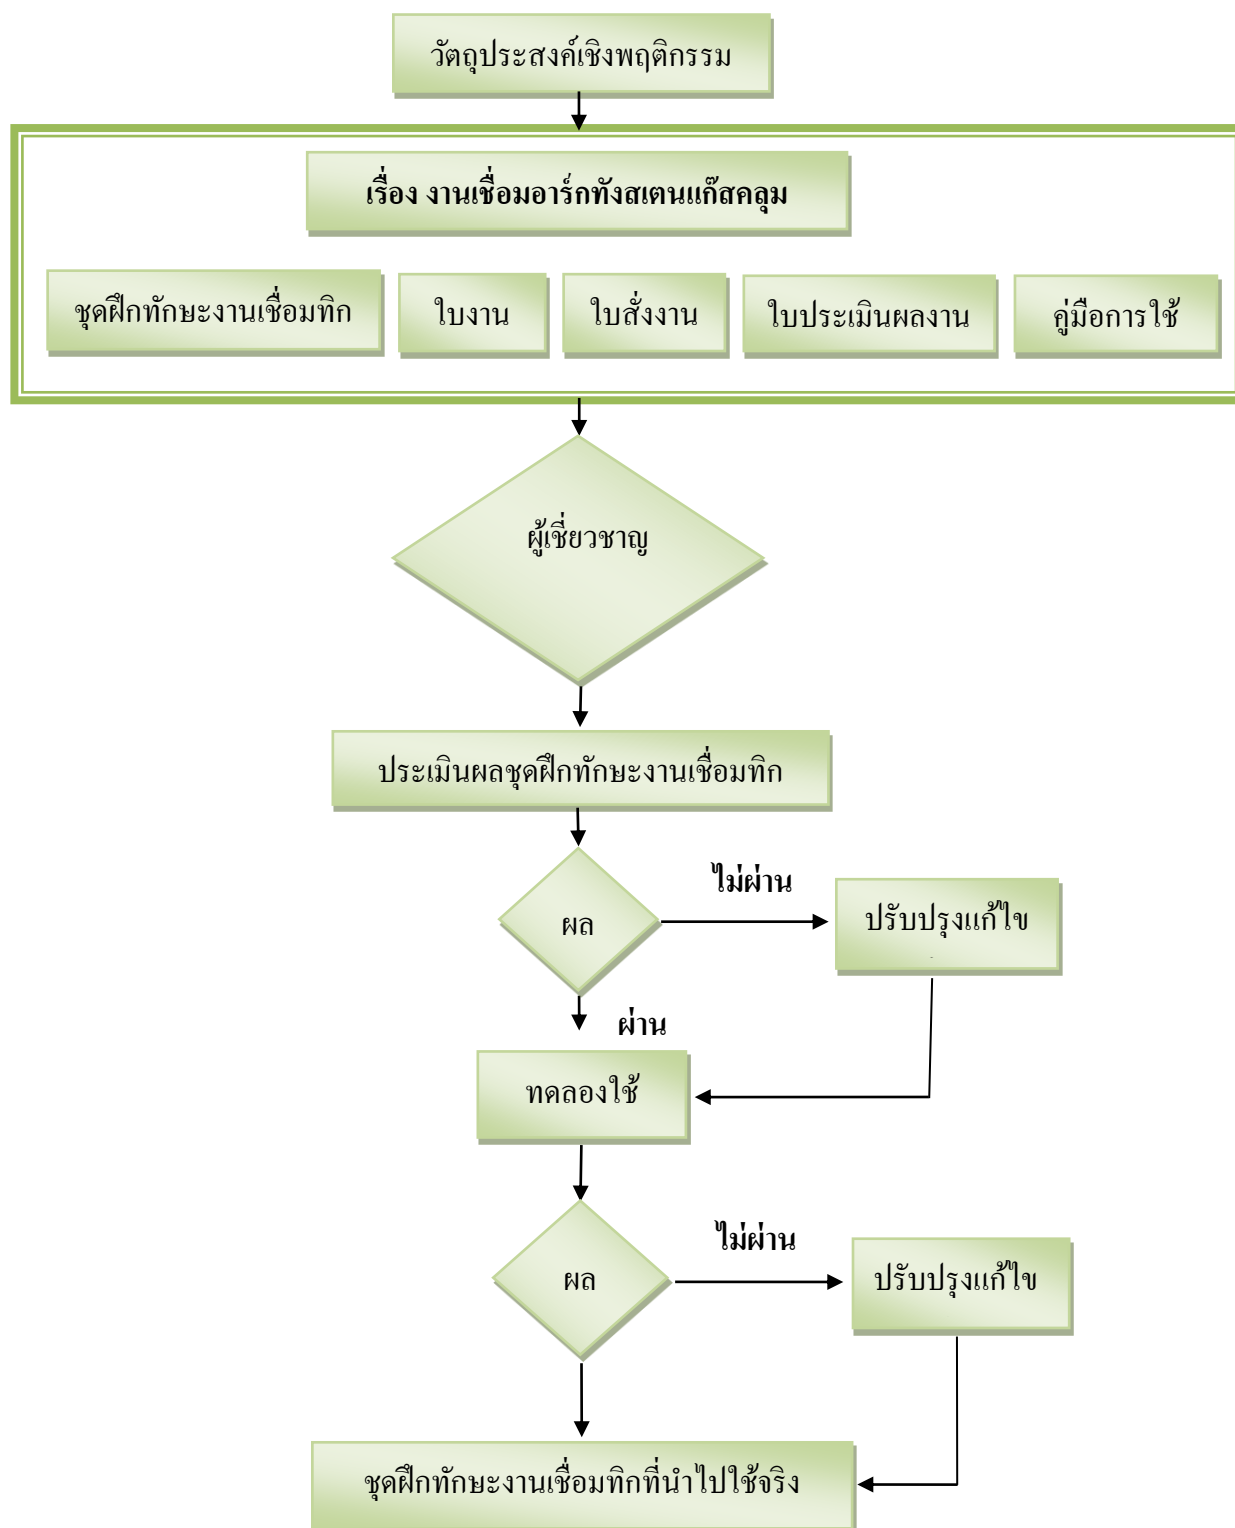 วัตถุประสงค์เชิงพฤติกรรม
เรื่อง งานเชื่อมอาร์กทังสเตนแก๊สคลุม
ชุดฝึกทักษะงานเชื่อมทิก
ใบงาน
ใบสั่งงาน
ใบประเมินผลงาน
คู่มือการใช้
ผู้เชี่ยวชาญ
ประเมินผลชุดฝึกทักษะงานเชื่อมทิก
ไม่ผ่าน
ผล
ปรับปรุงแก้ไข
ผ่าน
ทดลองใช้
ไม่ผ่าน
ผล
ปรับปรุงแก้ไข
ชุดฝึกทักษะงานเชื่อมทิกที่นำไปใช้จริง